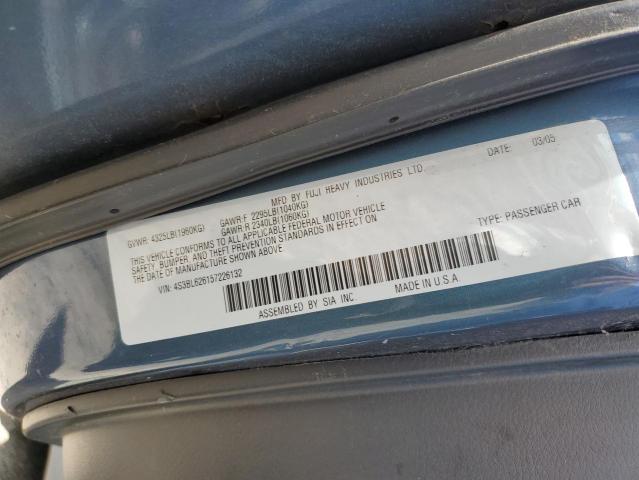 MFD BY FUJI HEAVY INDUSTRIES LTD.
DATE: 03/05
GVWR: 4325LB(1960KG)
GAWR:F 2295LB(1040KG)
GAWR:R 2340LB(1060KG)
THIS VEHICLE CONFORMS TO ALL APPLICABLE FEDERAL MOTOR VEHICLE
SAFETY, BUMPER, AND THEFT PREVENTION STANDARDS IN EFFECT ON
THE DATE OF MANUFACTURE SHOWN ABOVE
VIN: 4S3BL626157226132
TYPE: PASSENGER CAR
ASSEMBLED BY SIA INC.
MADE IN U.S.A.